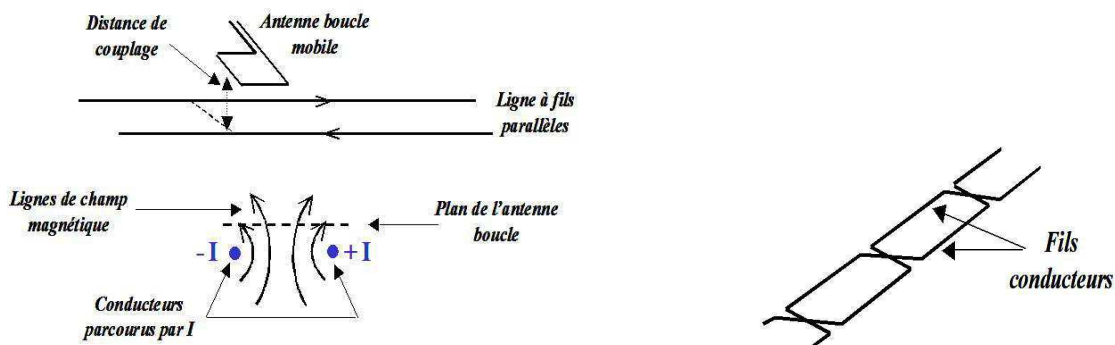 Distance de
couplage
Antenne boucle
mobile
Ligne à fils
parallèles
Lignes de champ
magnétique
Plan de l'antenne
boucle
- I
+ I
Conducteurs
parcourus par I
Fils
conducteurs